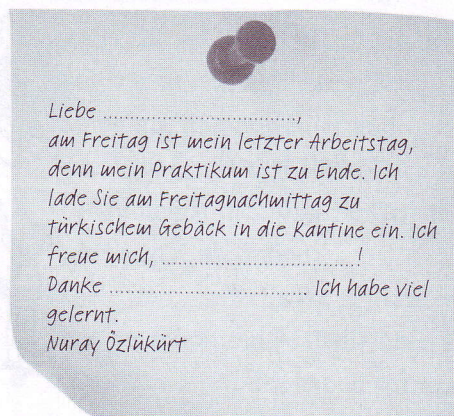 Liebe ................................,
am Freitag ist mein letzter Arbeitstag,
denn mein Praktikum ist zu Ende. Ich
lade Sie am Freitagnachmittag zu
türkischem Gebäck in die Kantine ein. Ich
freue mich, ................................!
Danke ................................ Ich habe viel
gelernt.
Nuray Özlükürt